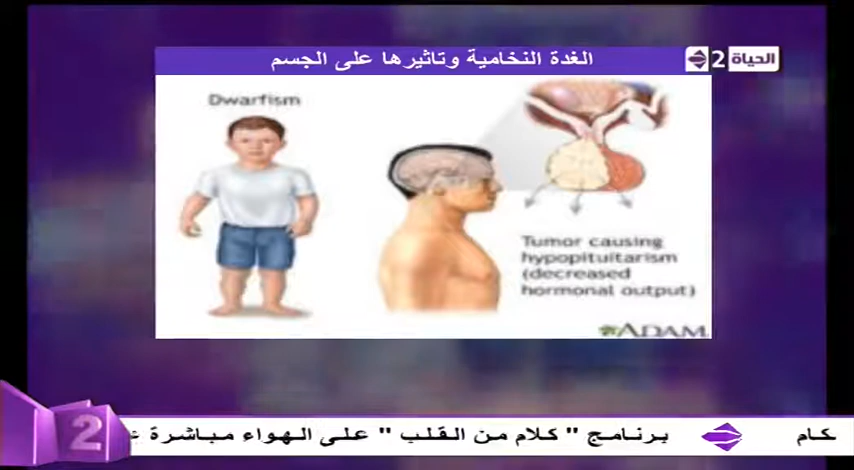 الغدة النخامية وتاثيرها على الجسم
الحياة 2
Dwarfism
Tumor causing
hypopituitarism
(decreased
hormonal output)
ADAM
2
كام
برنامج " كلام من القلب " على الهواء مباشرة